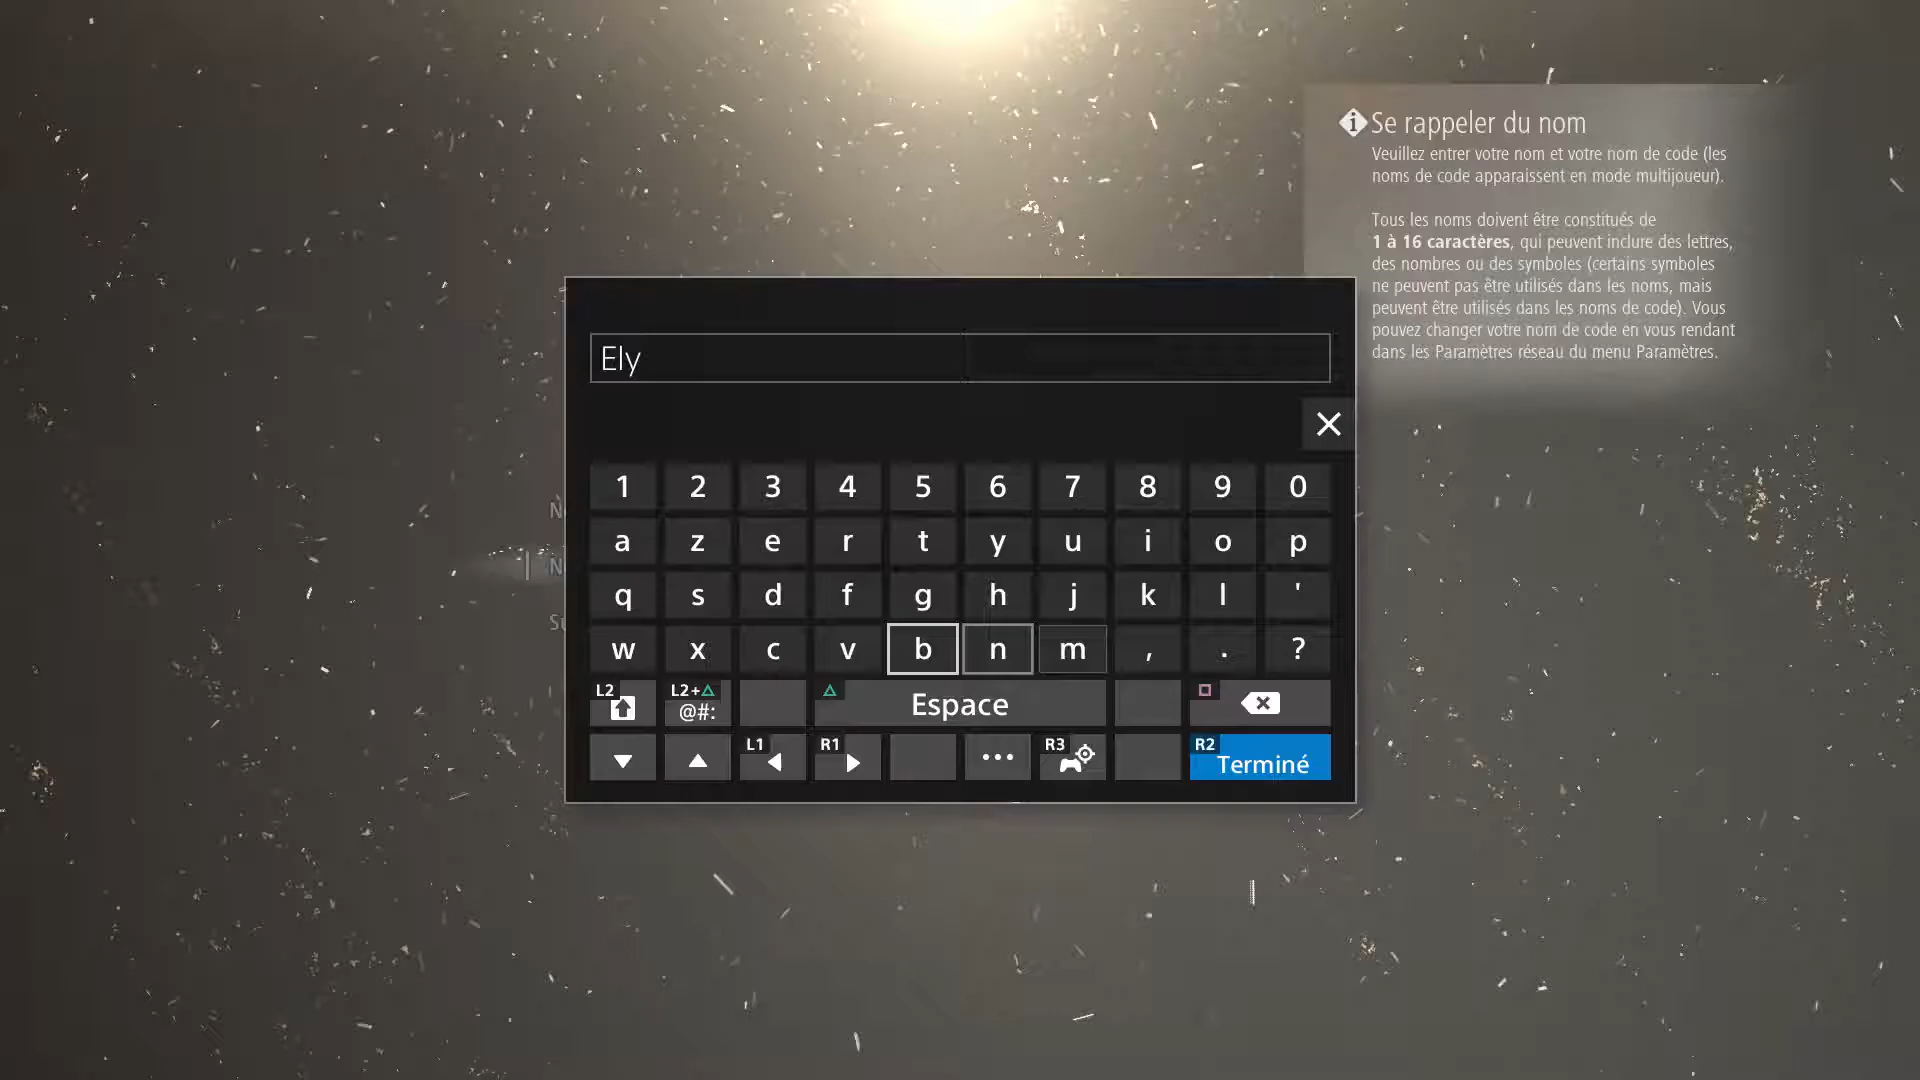 Se rappeler du nom
Veuillez entrer votre nom et votre nom de code (les
noms de code apparaissent en mode multijoueur).
Tous les noms doivent être constitués de
1 à 16 caractères, qui peuvent inclure des lettres,
des nombres ou des symboles (certains symboles
ne peuvent pas être utilisés dans les noms, mais
peuvent être utilisés dans les noms de code). Vous
pouvez changer votre nom de code en vous rendant
dans les Paramètres réseau du menu Paramètres.
Ely
1 2 3 4 5 6 7 8 9 0
a z e r t y u i o p
q s d f g h j k l '
w x c v b n m , . ?
L2 L2+△ @#: △ Espace □
L1 R1 ... R3 R2 Terminé